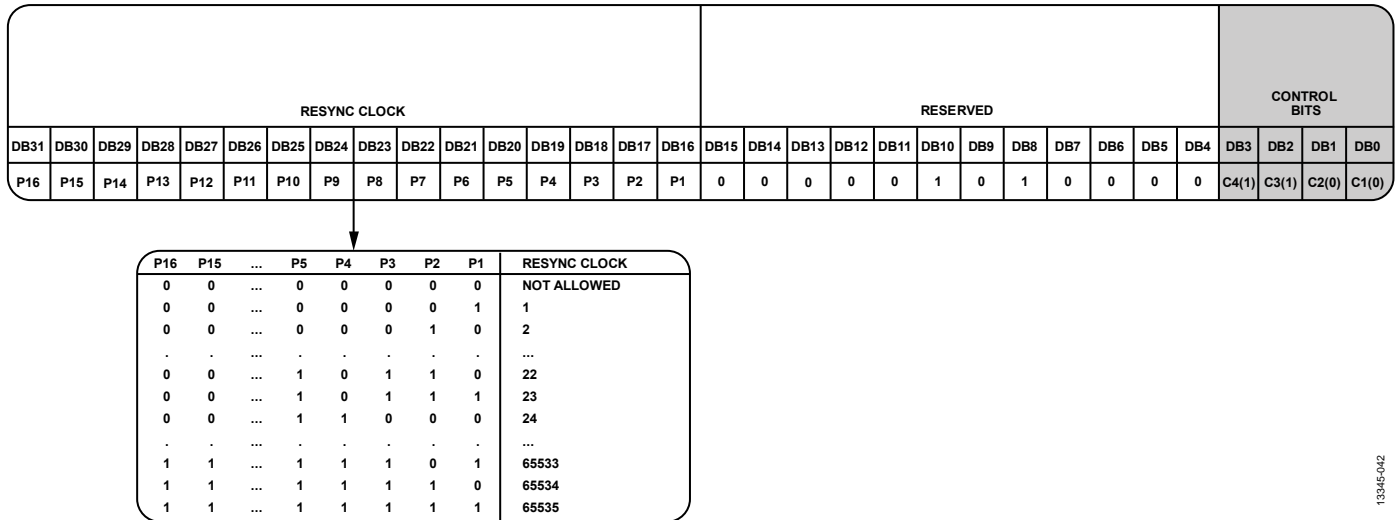 RESYNC CLOCK RESERVED CONTROL BITS
DB31 DB30 DB29 DB28 DB27 DB26 DB25 DB24 DB23 DB22 DB21 DB20 DB19 DB18 DB17 DB16 DB15 DB14 DB13 DB12 DB11 DB10 DB9 DB8 DB7 DB6 DB5 DB4 DB3 DB2 DB1 DB0
P16 P15 P14 P13 P12 P11 P10 P9 P8 P7 P6 P5 P4 P3 P2 P1 0 0 0 0 0 1 0 1 0 0 0 0 C4(1) C3(1) C2(0) C1(0)
P16 P15 ... P5 P4 P3 P2 P1 RESYNC CLOCK
0 0 ... 0 0 0 0 0 NOT ALLOWED
0 0 ... 0 0 0 0 1 1
0 0 ... 0 0 0 1 0 2
. . ... . . . . . ...
0 0 ... 1 0 1 1 0 22
0 0 ... 1 0 1 1 1 23
0 0 ... 1 1 0 0 0 24
. . ... . . . . . ...
1 1 ... 1 1 1 0 1 65533
1 1 ... 1 1 1 1 0 65534
1 1 ... 1 1 1 1 1 65535
13345-042